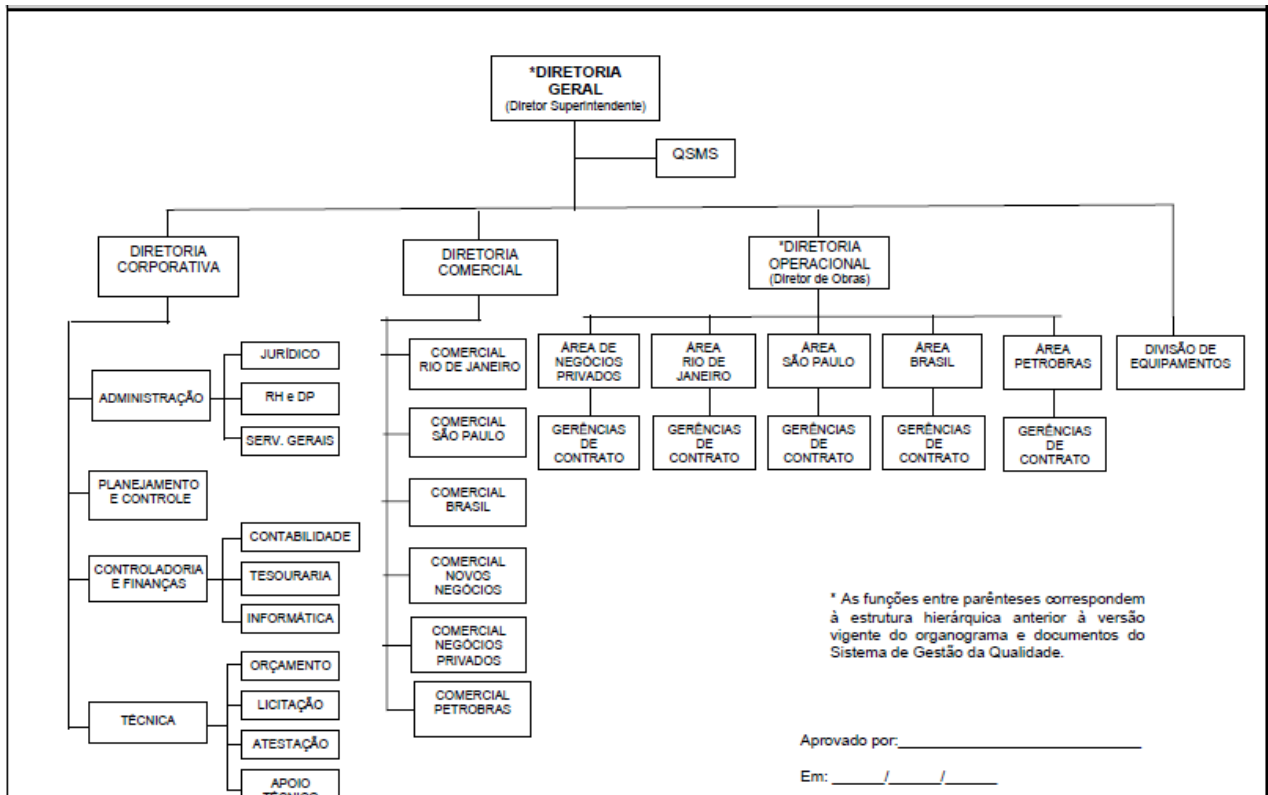 *DIRETORIA
GERAL
(Diretor Superintendente)
QSMS
DIRETORIA
CORPORATIVA
DIRETORIA
COMERCIAL
*DIRETORIA
OPERACIONAL
(Diretor de Obras)
ADMINISTRAÇÃO
JURÍDICO
RH e DP
SERV. GERAIS
PLANEJAMENTO
E CONTROLE
CONTROLADORIA
E FINANÇAS
CONTABILIDADE
TESOURARIA
INFORMÁTICA
TÉCNICA
ORÇAMENTO
LICITAÇÃO
ATESTAÇÃO
APOIO
TÉCNICO
COMERCIAL
RIO DE JANEIRO
COMERCIAL
SÃO PAULO
COMERCIAL
BRASIL
COMERCIAL
NOVOS
NEGÓCIOS
COMERCIAL
NEGÓCIOS
PRIVADOS
COMERCIAL
PETROBRAS
ÁREA DE
NEGÓCIOS
PRIVADOS
GERÊNCIAS
DE
CONTRATO
ÁREA
RIO DE
JANEIRO
GERÊNCIAS
DE
CONTRATO
ÁREA
SÃO PAULO
GERÊNCIAS
DE
CONTRATO
ÁREA
BRASIL
GERÊNCIAS
DE
CONTRATO
ÁREA
PETROBRAS
GERÊNCIAS
DE
CONTRATO
DIVISÃO DE
EQUIPAMENTOS
* As funções entre parênteses correspondem
à estrutura hierárquica anterior à versão
vigente do organograma e documentos do
Sistema de Gestão da Qualidade.
Aprovado por:____________________________
Em: ______/______/______